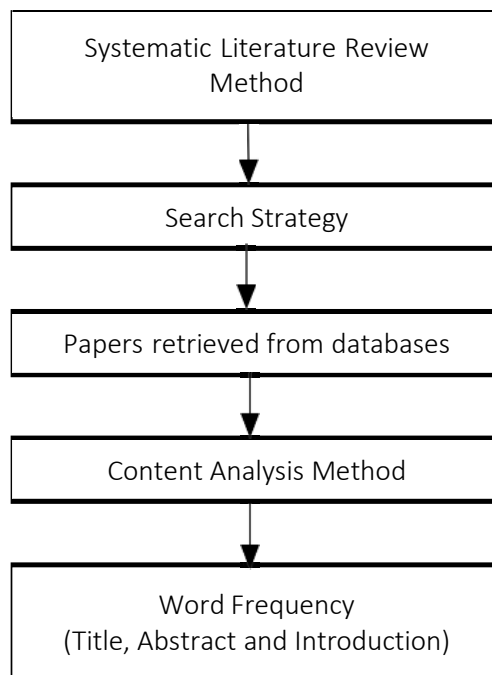 Systematic Literature Review
Method
Search Strategy
Papers retrieved from databases
Content Analysis Method
Word Frequency
(Title, Abstract and Introduction)